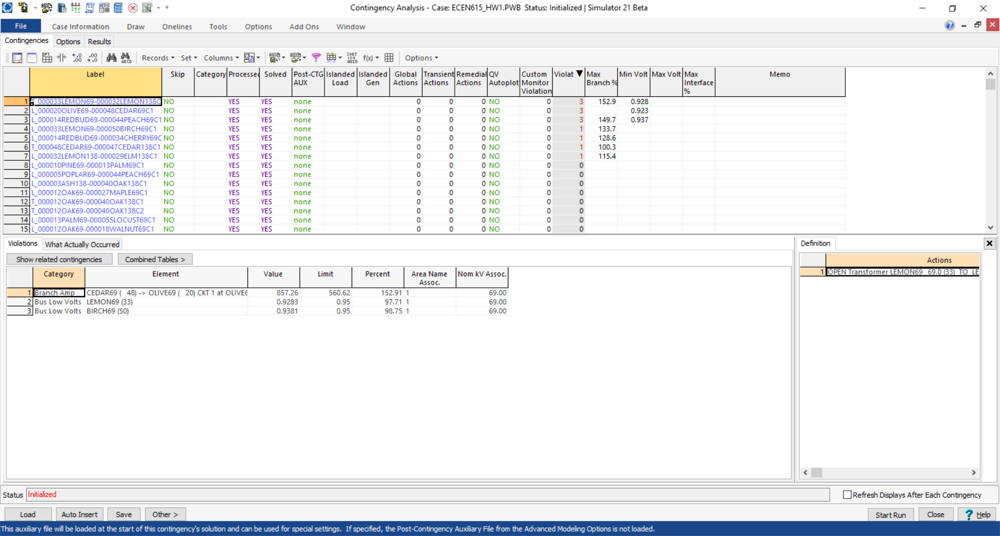 Contingency Analysis - Case: ECEN615_HW1.PWB Status: Initialized | Simulator 21 Beta
File Case Information Draw Onelines Tools Options Add Ons Window
Contingencies Options Results
Records Set Columns f(x) Options
Label Skip Category Processed Solved Post-CTG AUX Islanded Load Islanded Gen Global Actions Transient Actions Remedial Actions QV Autoplot Custom Monitor Violation Violat Max Branch % Min Volt Max Volt Max Interface % Memo
1 T_000033LEMON69-000032LEMON138C NO YES YES none 0 0 0 NO 0 3 152.9 0.928
2 L_000020OLIVE69-000048CEDAR69C1 NO YES YES none 0 0 0 NO 0 3 0.923
3 L_000014REDBUD69-000044PEACH69C1 NO YES YES none 0 0 0 NO 0 3 149.7 0.937
4 L_000033LEMON69-000050BIRCH69C1 NO YES YES none 0 0 0 NO 0 1 133.7
5 L_000014REDBUD69-000034CHERRY69C NO YES YES none 0 0 0 NO 0 1 128.6
6 T_000048CEDAR69-000047CEDAR138C1 NO YES YES none 0 0 0 NO 0 1 100.3
7 L_000032LEMON138-000029ELM138C1 NO YES YES none 0 0 0 NO 0 1 115.4
8 L_000010PINE69-000013PALM69C1 NO YES YES none 0 0 0 NO 0 0
9 L_000005POPLAR69-000044PEACH69C1 NO YES YES none 0 0 0 NO 0 0
10 L_000003ASH138-000040OAK138C1 NO YES YES none 0 0 0 NO 0 0
11 L_000012OAK69-000027MAPLE69C1 NO YES YES none 0 0 0 NO 0 0
12 T_000012OAK69-000040OAK138C1 NO YES YES none 0 0 0 NO 0 0
13 T_000012OAK69-000040OAK138C2 NO YES YES none 0 0 0 NO 0 0
14 L_000013PALM69-000055LOCUST69C1 NO YES YES none 0 0 0 NO 0 0
15 L_000012OAK69-000018WALNUT69C1 NO YES YES none 0 0 0 NO 0 0
Violations What Actually Occurred
Show related contingencies Combined Tables >
Category Element Value Limit Percent Area Name Assoc. Nom kV Assoc.
1 Branch Amp CEDAR69 ( 48) -> OLIVE69 ( 20) CKT 1 at OLIVE6 857.26 560.62 152.91 1 69.00
2 Bus Low Volts LEMON69 (33) 0.9283 0.95 97.71 1 69.00
3 Bus Low Volts BIRCH69 (50) 0.9381 0.95 98.75 1 69.00
Definition
Actions
1 OPEN Transformer LEMON69 69.0 (33) TO LE
Status Initialized
Refresh Displays After Each Contingency
Load Auto Insert Save Other > Start Run Close ? Help
This auxiliary file will be loaded at the start of this contingency's solution and can be used for special settings. If specified, the Post-Contingency Auxiliary File from the Advanced Modeling Options is not loaded.